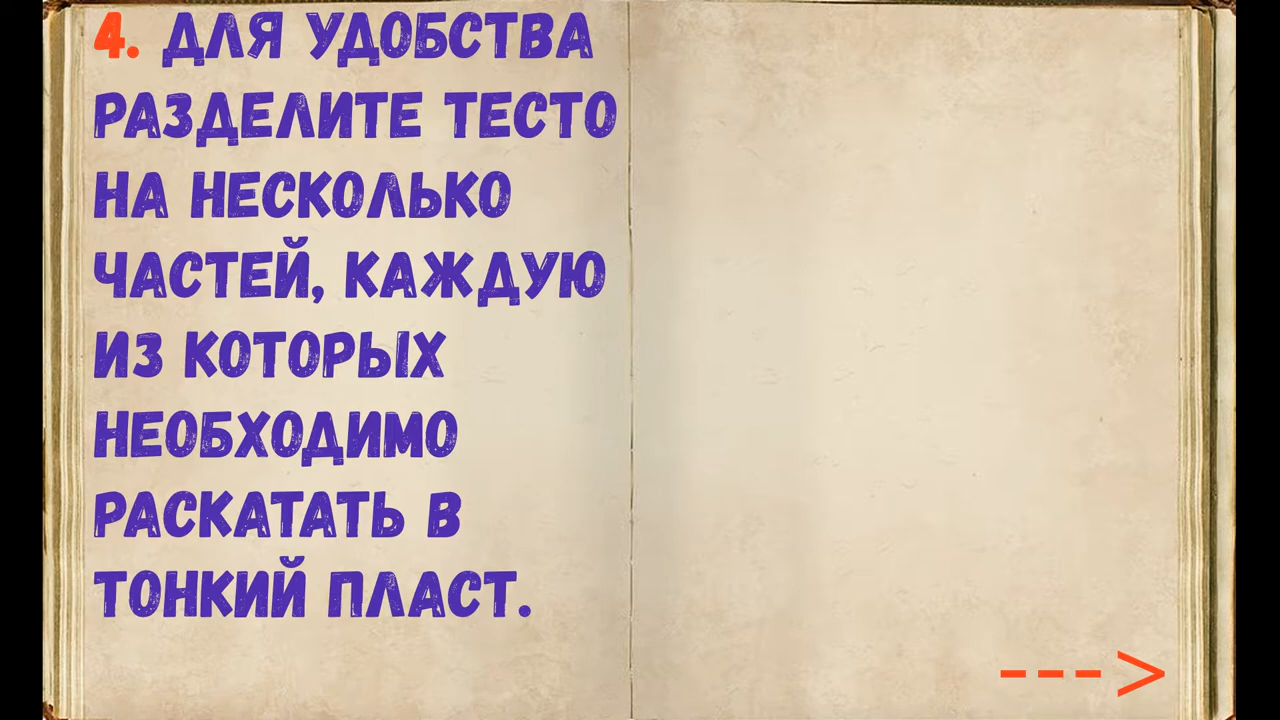 4. ДЛЯ УДОБСТВА
РАЗДЕЛИТЕ ТЕСТО
НА НЕСКОЛЬКО
ЧАСТЕЙ, КАЖДУЮ
ИЗ КОТОРЫХ
НЕОБХОДИМО
РАСКАТАТЬ В
ТОНКИЙ ПЛАСТ.
--->